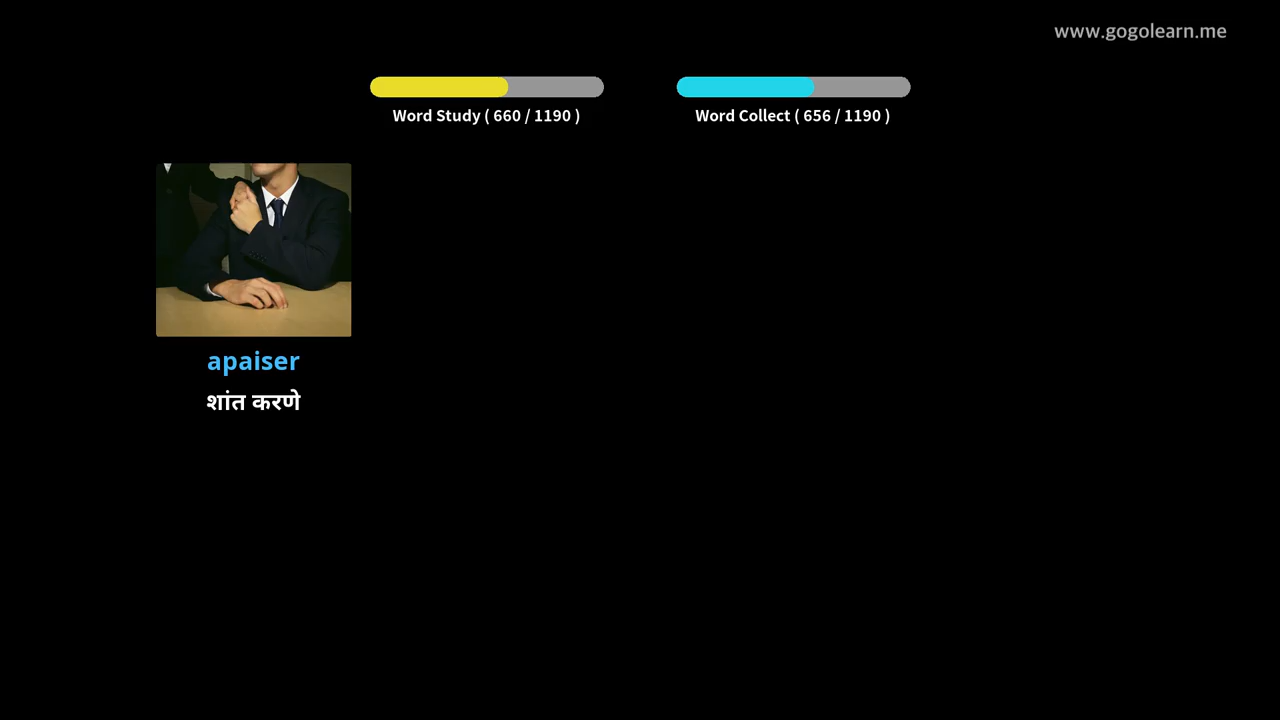 www.gogolearn.me
Word Study ( 660 / 1190 )
Word Collect ( 656 / 1190 )
apaiser
शांत करणे